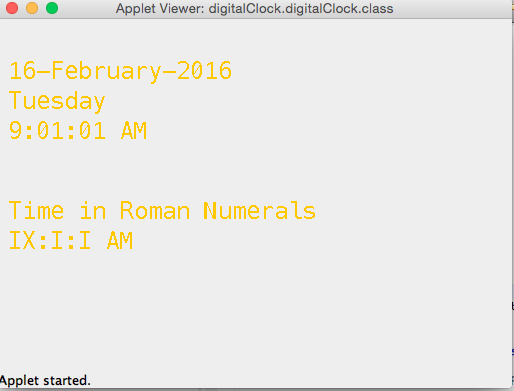 Applet Viewer: digitalClock.digitalClock.class
16-February-2016
Tuesday
9:01:01 AM
Time in Roman Numerals
IX:I:I AM
Applet started.